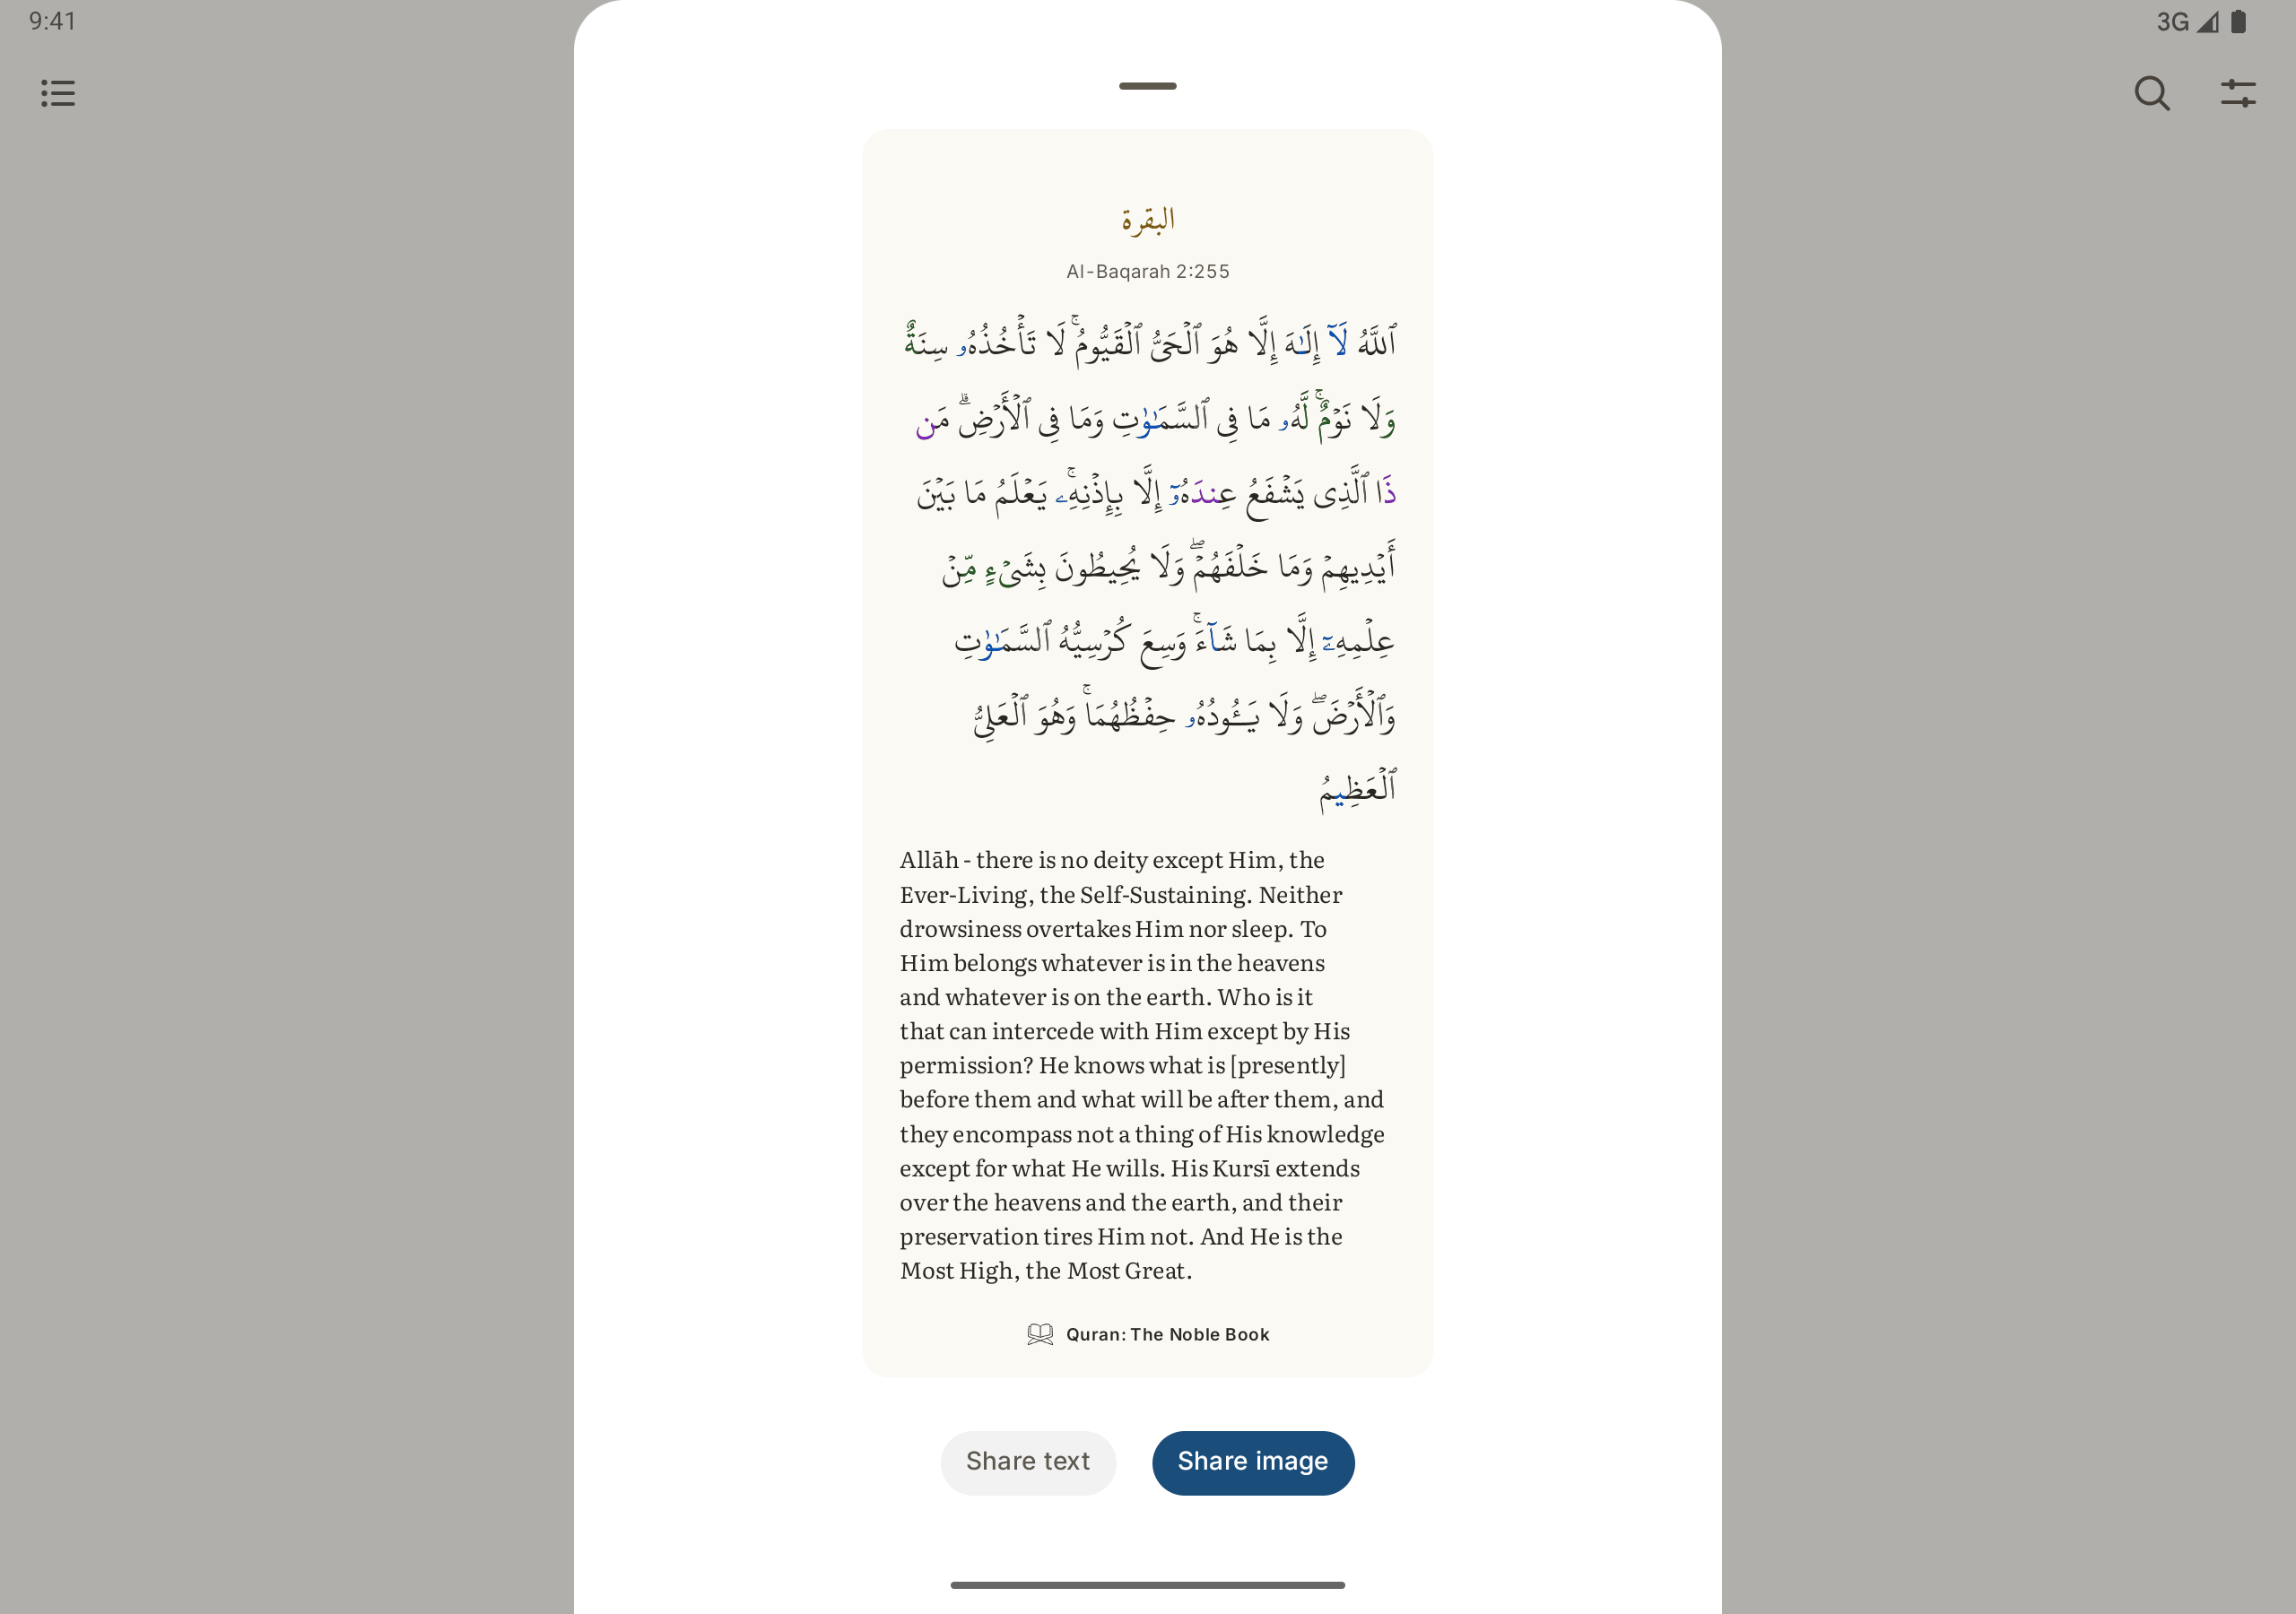 9:41
3G
البقرة
Al-Baqarah 2:255
ٱللَّهُ لَآ إِلَـٰهَ إِلَّا هُوَ ٱلْحَىُّ ٱلْقَيُّومُ ۚ لَا تَأْخُذُهُۥ سِنَةٌ
وَلَا نَوْمٌ ۚ لَّهُۥ مَا فِى ٱلسَّمَـٰوَٰتِ وَمَا فِى ٱلْأَرْضِ ۗ مَن
ذَا ٱلَّذِى يَشْفَعُ عِندَهُۥٓ إِلَّا بِإِذْنِهِۦ ۚ يَعْلَمُ مَا بَيْنَ
أَيْدِيهِمْ وَمَا خَلْفَهُمْ ۖ وَلَا يُحِيطُونَ بِشَىْءٍ مِّنْ
عِلْمِهِۦٓ إِلَّا بِمَا شَآءَ ۚ وَسِعَ كُرْسِيُّهُ ٱلسَّمَـٰوَٰتِ
وَٱلْأَرْضَ ۖ وَلَا يَـُٔودُهُۥ حِفْظُهُمَا ۚ وَهُوَ ٱلْعَلِىُّ
ٱلْعَظِيمُ
Allāh - there is no deity except Him, the
Ever-Living, the Self-Sustaining. Neither
drowsiness overtakes Him nor sleep. To
Him belongs whatever is in the heavens
and whatever is on the earth. Who is it
that can intercede with Him except by His
permission? He knows what is [presently]
before them and what will be after them, and
they encompass not a thing of His knowledge
except for what He wills. His Kursī extends
over the heavens and the earth, and their
preservation tires Him not. And He is the
Most High, the Most Great.
Quran: The Noble Book
Share text
Share image